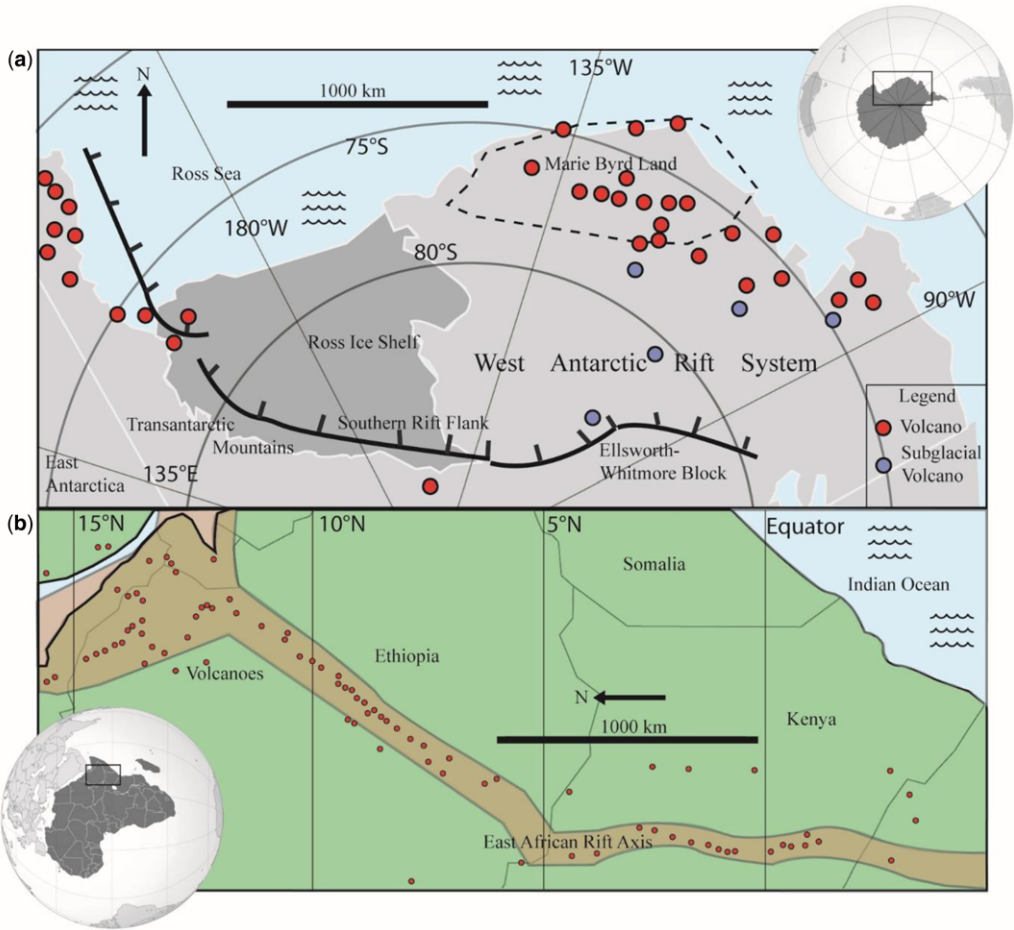 (a)
N
1000 km
135°W
75°S
Ross Sea
Marie Byrd Land
180°W
80°S
90°W
Ross Ice Shelf
West Antarctic Rift System
Legend
Volcano
Subglacial
Volcano
Transantarctic
Mountains
Southern Rift Flank
Ellsworth-
Whitmore Block
East
Antarctica
135°E
(b)
15°N
10°N
5°N
Equator
Somalia
Indian Ocean
Ethiopia
Volcanoes
N
Kenya
1000 km
East African Rift Axis